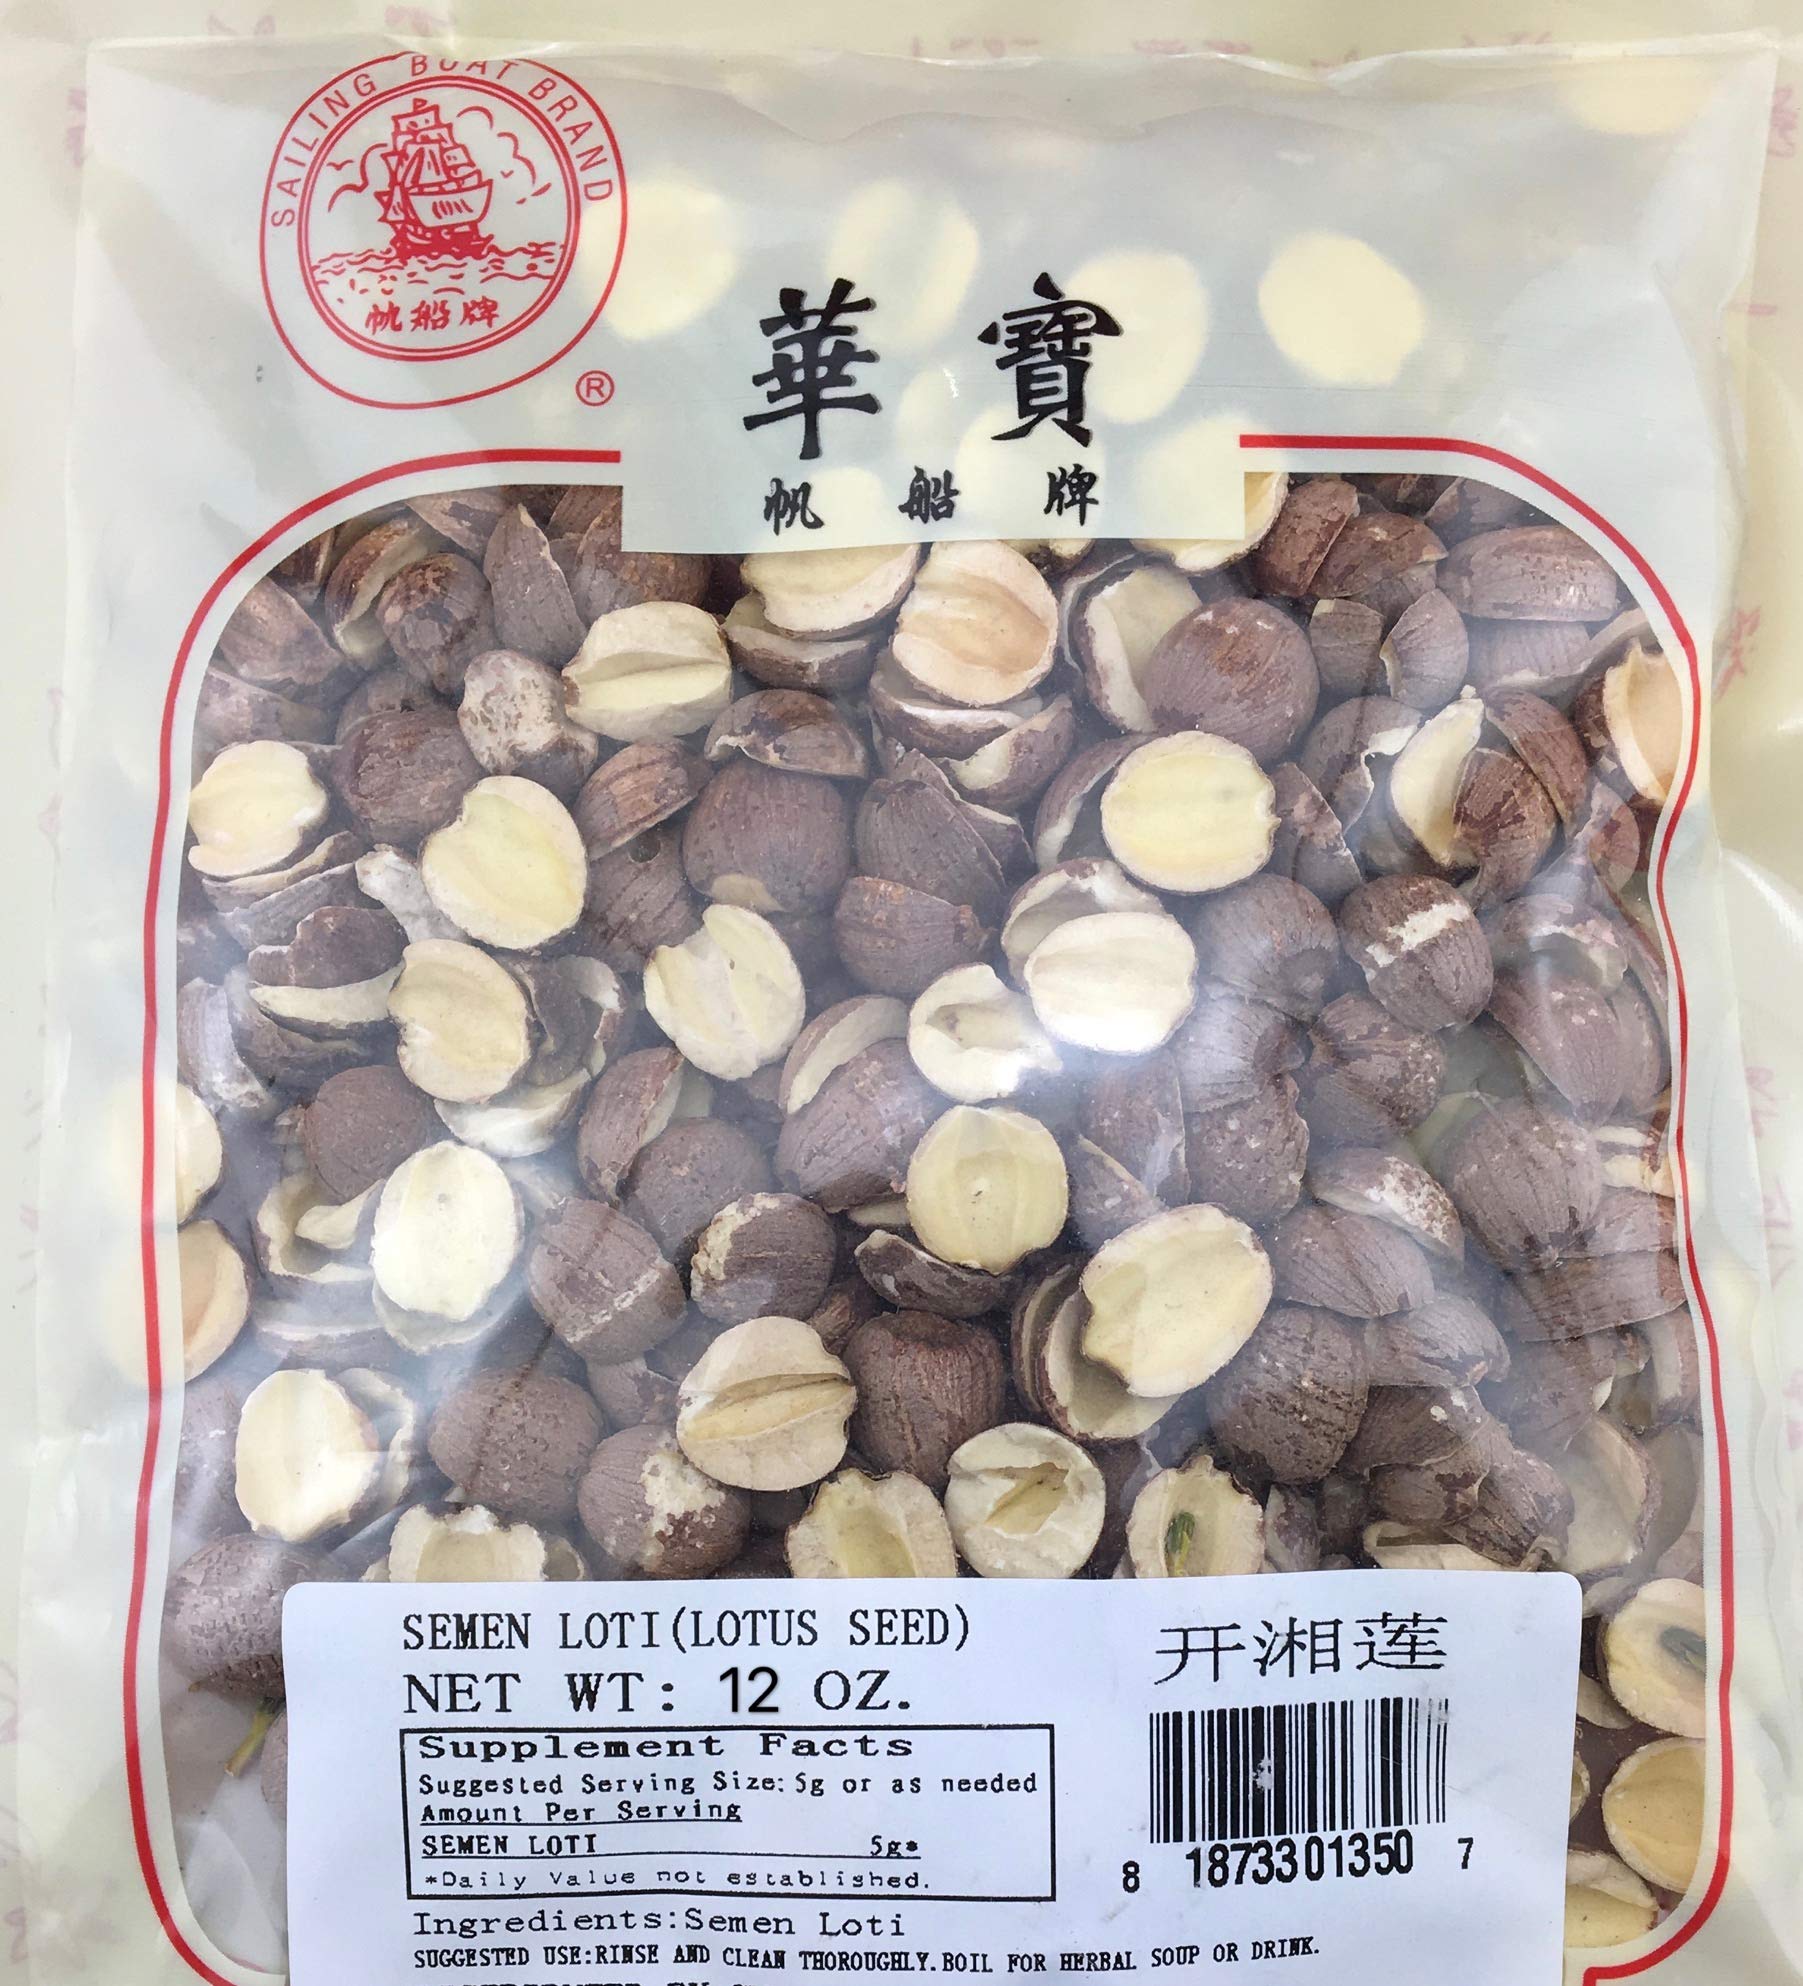 SAILING BOAT BRAND
帆船牌
®
華寶
帆船牌
SEMEN LOTI(LOTUS SEED)
NET WT: 12 OZ.
开湘莲
Supplement Facts
Suggested Serving Size: 5g or as needed
Amount Per Serving
SEMEN LOTI 5g*
*Daily Value not established.
8 18733 01350 7
Ingredients:Semen Loti
SUGGESTED USE:RINSE AND CLEAN THOROUGHLY.BOIL FOR HERBAL SOUP OR DRINK.